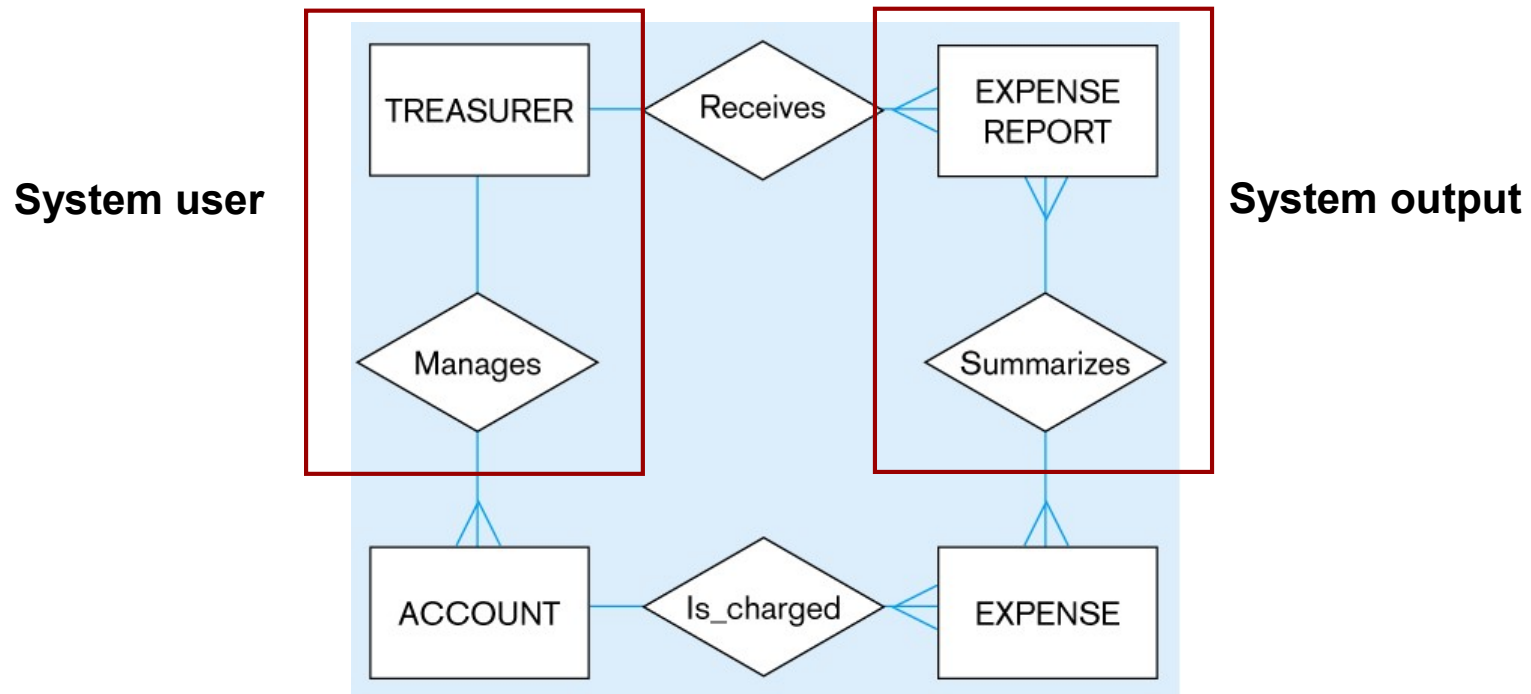 TREASURER
Receives
EXPENSE
REPORT
System user
System output
Manages
Summarizes
ACCOUNT
Is_charged
EXPENSE